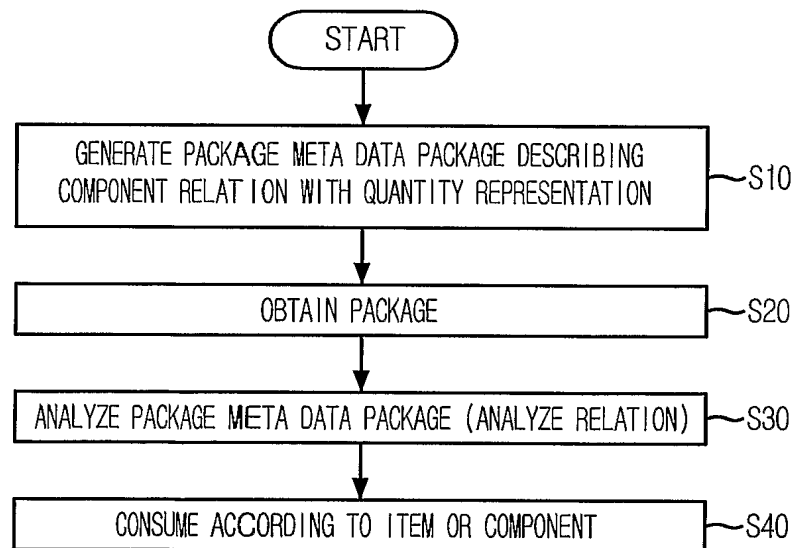 START
GENERATE PACKAGE META DATA PACKAGE DESCRIBING
COMPONENT RELATION WITH QUANTITY REPRESENTATION
S10
OBTAIN PACKAGE
S20
ANALYZE PACKAGE META DATA PACKAGE (ANALYZE RELATION)
S30
CONSUME ACCORDING TO ITEM OR COMPONENT
S40